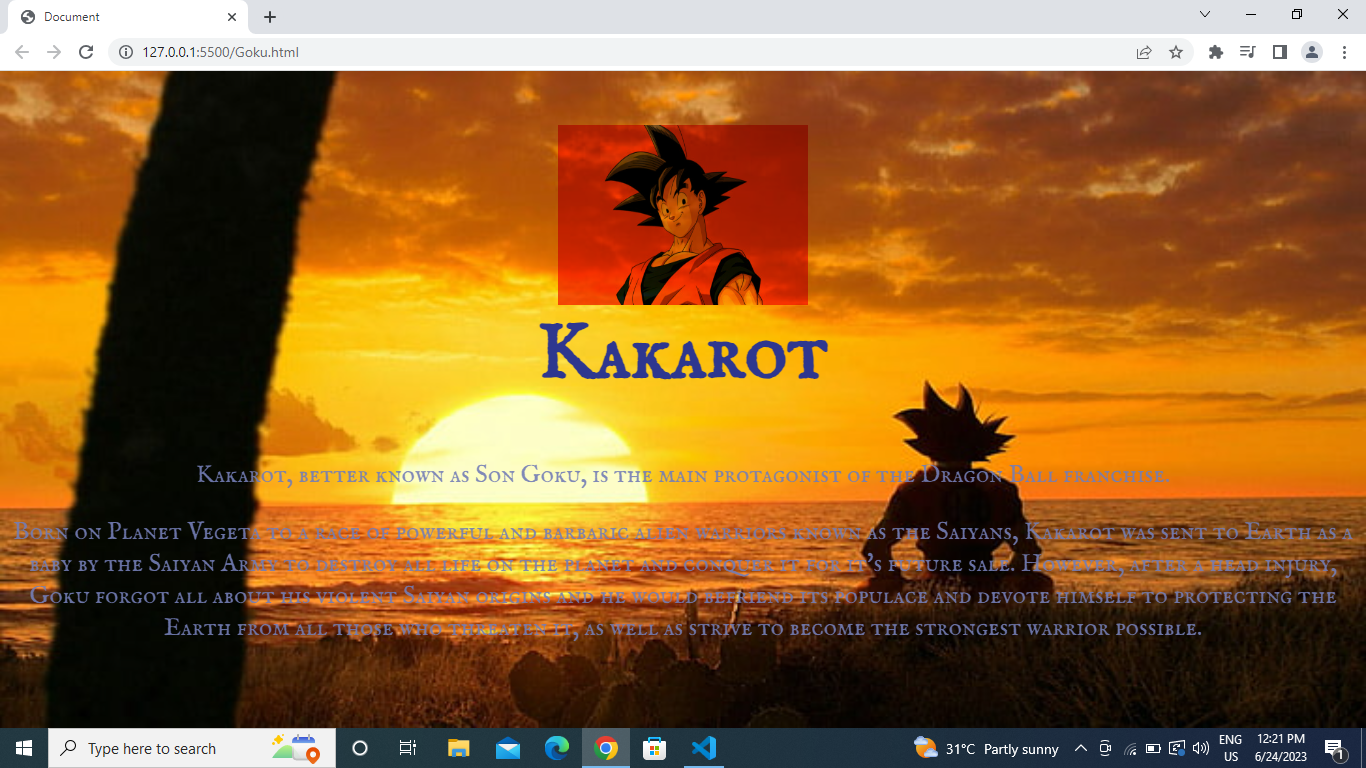 Document
127.0.0.1:5500/Goku.html
Kakarot
Kakarot, better known as Son Goku, is the main protagonist of the Dragon Ball franchise.
Born on Planet Vegeta to a race of powerful and barbaric alien warriors known as the Saiyans, Kakarot was sent to Earth as a
baby by the Saiyan Army to destroy all life on the planet and conquer it for it's future sale. However, after a head injury,
Goku forgot all about his violent Saiyan origins and he would befriend its populace and devote himself to protecting the
Earth from all those who threaten it, as well as strive to become the strongest warrior possible.
Type here to search
31°C Partly sunny
ENG
US
12:21 PM
6/24/2023
1